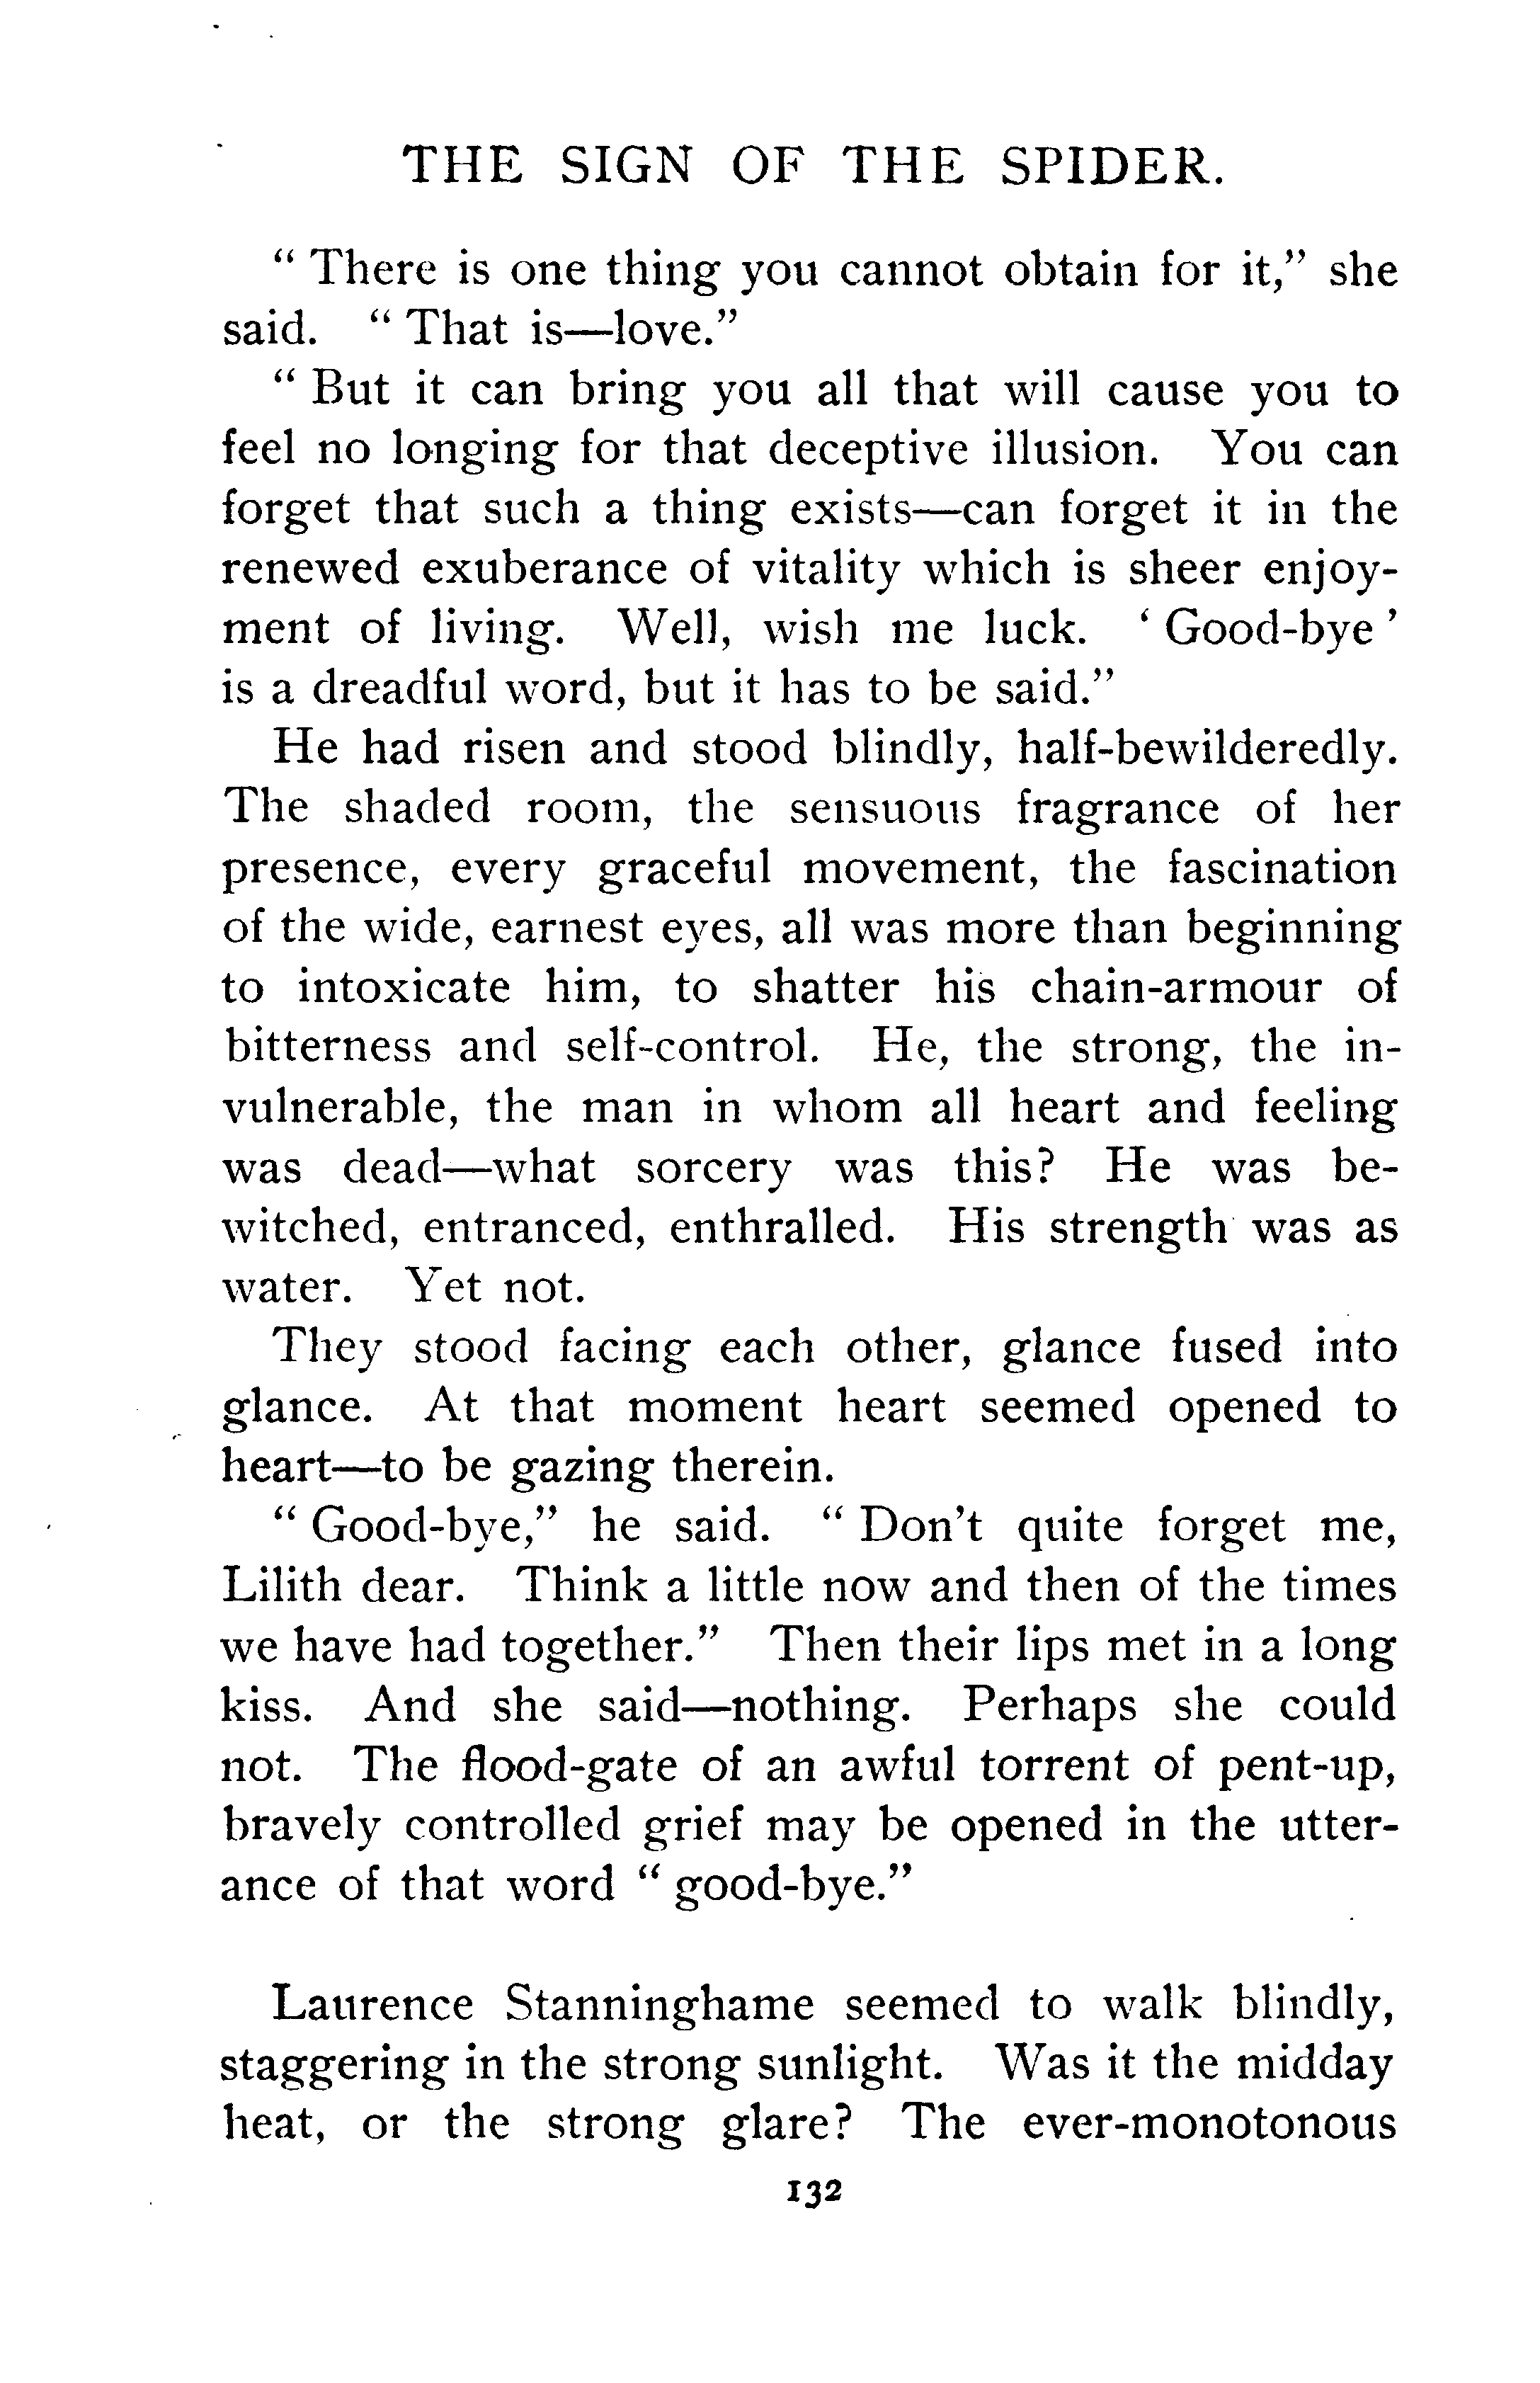 THE SIGN OF THE SPIDER.
“ There is one thing you cannot obtain for it,” she
said. “ That is—love.”
“ But it can bring you all that will cause you to
feel no longing for that deceptive illusion. You can
forget that such a thing exists—can forget it in the
renewed exuberance of vitality which is sheer enjoy-
ment of living. Well, wish me luck. ‘ Good-bye ’
is a dreadful word, but it has to be said.”
He had risen and stood blindly, half-bewilderedly.
The shaded room, the sensuous fragrance of her
presence, every graceful movement, the fascination
of the wide, earnest eyes, all was more than beginning
to intoxicate him, to shatter his chain-armour of
bitterness and self-control. He, the strong, the in-
vulnerable, the man in whom all heart and feeling
was dead—what sorcery was this? He was be-
witched, entranced, enthralled. His strength was as
water. Yet not.
They stood facing each other, glance fused into
glance. At that moment heart seemed opened to
heart—to be gazing therein.
“ Good-bye,” he said. “ Don’t quite forget me,
Lilith dear. Think a little now and then of the times
we have had together.” Then their lips met in a long
kiss. And she said—nothing. Perhaps she could
not. The flood-gate of an awful torrent of pent-up,
bravely controlled grief may be opened in the utter-
ance of that word “ good-bye.”
Laurence Stanninghame seemed to walk blindly,
staggering in the strong sunlight. Was it the midday
heat, or the strong glare? The ever-monotonous
132